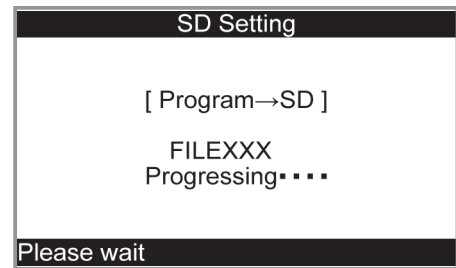 SD Setting
[ Program→SD ]
FILEXXX
Progressing▪▪▪▪
Please wait